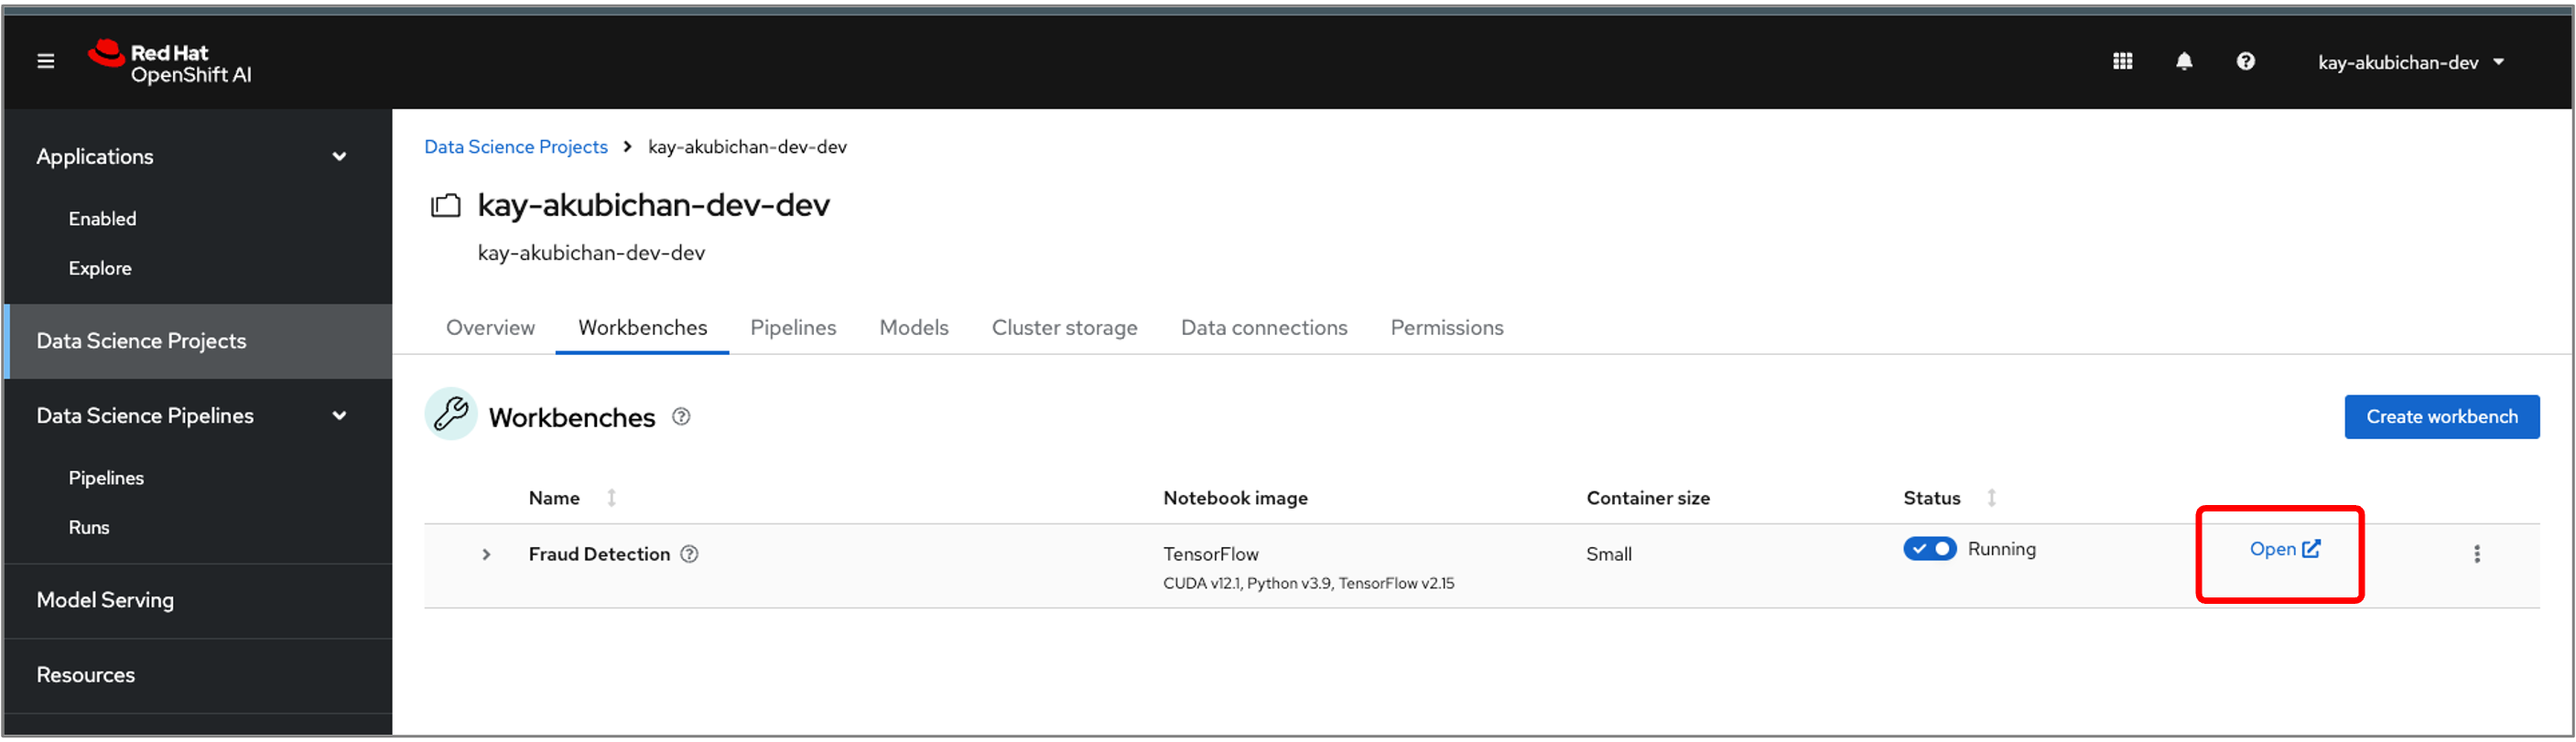 Red Hat
OpenShift AI
kay-akubichan-dev
Applications
Enabled
Explore
Data Science Projects
Data Science Pipelines
Pipelines
Runs
Model Serving
Resources
Data Science Projects > kay-akubichan-dev-dev
kay-akubichan-dev-dev
kay-akubichan-dev-dev
Overview Workbenches Pipelines Models Cluster storage Data connections Permissions
Workbenches
Create workbench
Name Notebook image Container size Status
Fraud Detection TensorFlow Small Running Open
CUDA v12.1, Python v3.9, TensorFlow v2.15